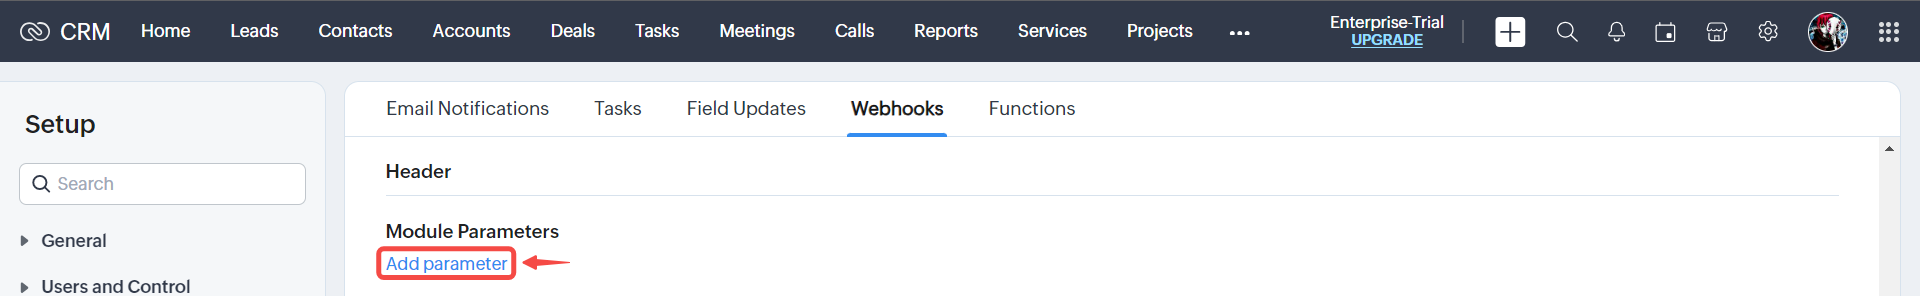 CRM Home Leads Contacts Accounts Deals Tasks Meetings Calls Reports Services Projects ••• Enterprise-Trial
UPGRADE
Setup
Search
General
Users and Control
Email Notifications Tasks Field Updates Webhooks Functions
Header
Module Parameters
Add parameter